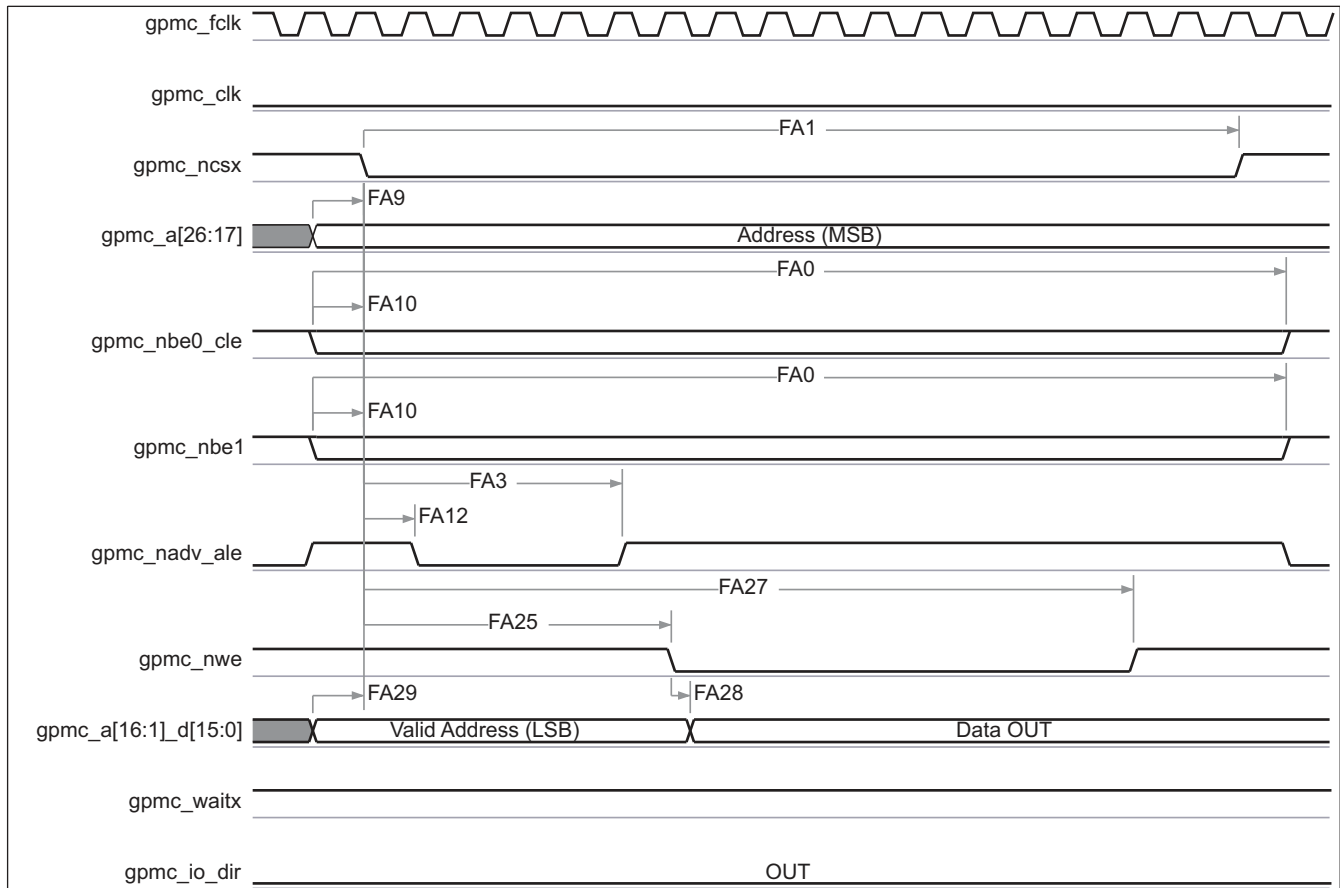 gpmc_fclk
gpmc_clk
FA1
gpmc_ncsx
FA9
gpmc_a[26:17] Address (MSB)
FA0
FA10
gpmc_nbe0_cle
FA0
FA10
gpmc_nbe1
FA3
FA12
gpmc_nadv_ale
FA27
FA25
gpmc_nwe
FA29 FA28
gpmc_a[16:1]_d[15:0] Valid Address (LSB) Data OUT
gpmc_waitx
gpmc_io_dir OUT